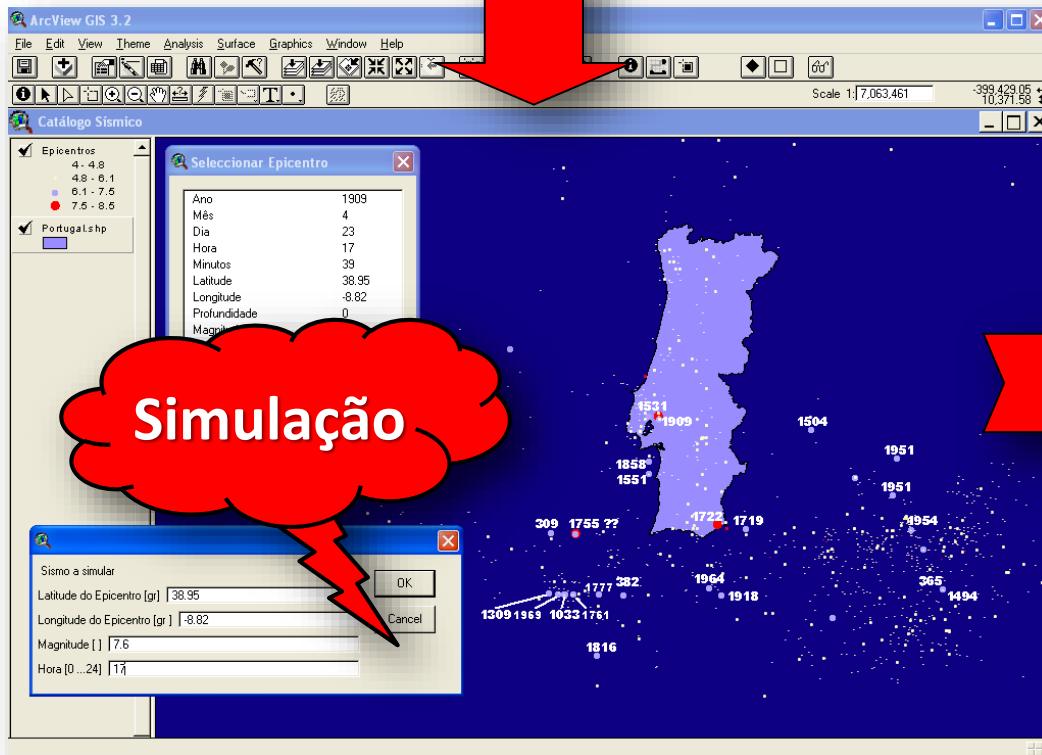 ArcView GIS 3.2
File Edit View Theme Analysis Surface Graphics Window Help
Scale 1: 7,063,461
-399,429.05
10,371.58
Catálogo Sísmico
Epicentros
4 - 4.8
4.8 - 6.1
6.1 - 7.5
7.5 - 8.5
Portugal.shp
Seleccionar Epicentro
Ano 1909
Mês 4
Dia 23
Hora 17
Minutos 39
Latitude 38.95
Longitude -8.82
Profundidade 0
Simulação
1531
1909
1504
1858
1551
1951
1951
309 1755 ??
1722 1719
1954
1777 382
1964
1918
365
1494
1309 1969 1033 1761
1816
Sismo a simular
Latitude do Epicentro [gr] 38.95
Longitude do Epicentro [gr ] -8.82
Magnitude [ ] 7.6
Hora [0 ...24] 17
OK
Cancel